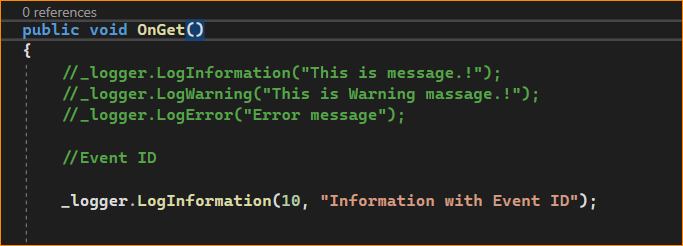 0 references
public void OnGet()
{
//_logger.LogInformation("This is message.!");
//_logger.LogWarning("This is Warning massage.!");
//_logger.LogError("Error message");
//Event ID
_logger.LogInformation(10, "Information with Event ID");